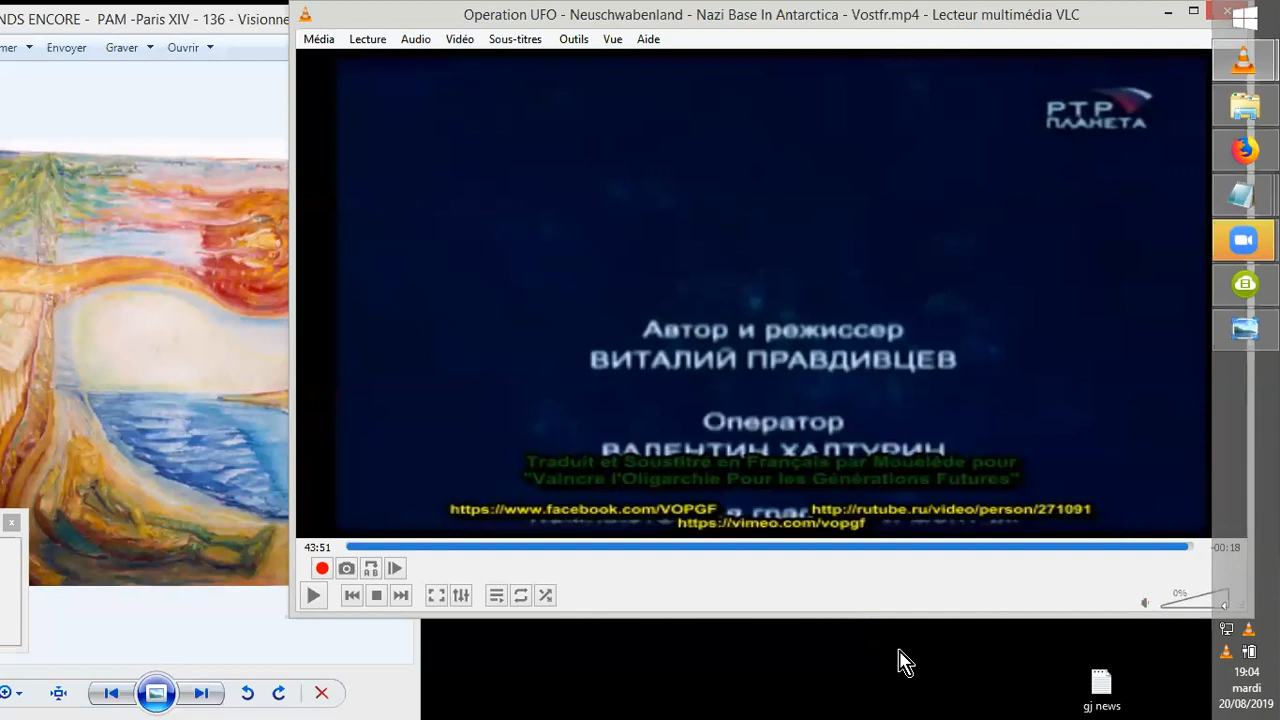 NDS ENCORE - PAM -Paris XIV - 136 - Visionne
mer Envoyer Graver Ouvrir
Operation UFO - Neuschwabenland - Nazi Base In Antarctica - Vostfr.mp4 - Lecteur multimédia VLC
Média Lecture Audio Vidéo Sous-titres Outils Vue Aide
РТР
ПЛАНЕТА
Автор и режиссер
ВИТАЛИЙ ПРАВДИВЦЕВ
Оператор
ВАЛЕНТИН ХАЛТУРИН
Traduit et Soustitré en Français par Mouelède pour
"Vaincre l'Oligarchie Pour les Générations Futures"
https://www.facebook.com/VOPGF http://rutube.ru/video/person/271091
https://vimeo.com/vopgf
43:51
-00:18
0%
gj news
19:04
mardi
20/08/2019